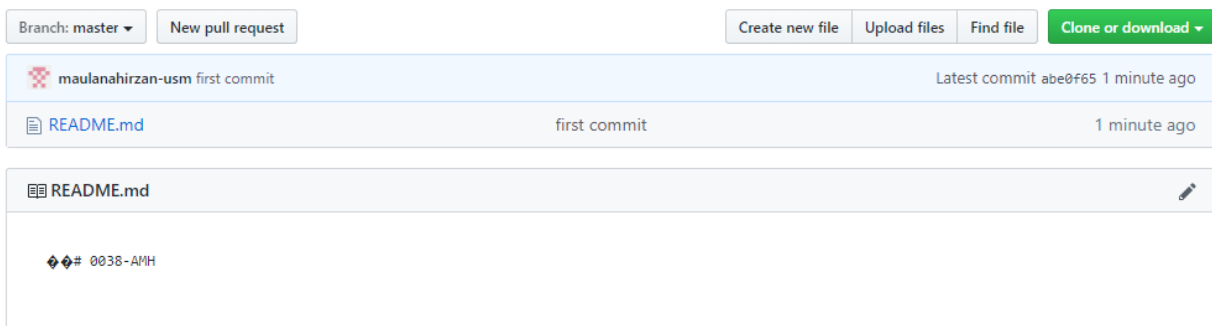 Branch: master New pull request Create new file Upload files Find file Clone or download
maulanahirzan-usm first commit Latest commit abe0f65 1 minute ago
README.md first commit 1 minute ago
README.md
��# 0038-AMH